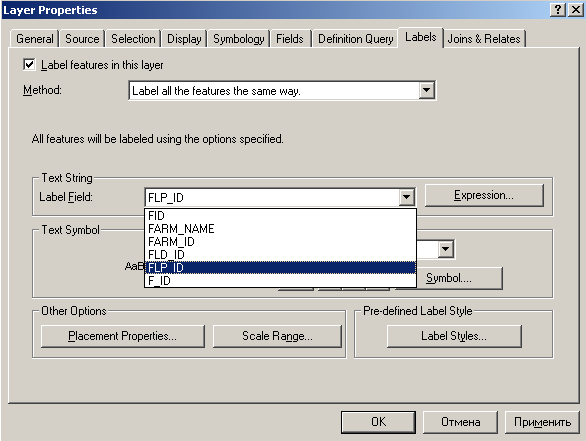 Layer Properties
General Source Selection Display Symbology Fields Definition Query Labels Joins & Relates
Label features in this layer
Method: Label all the features the same way.
All features will be labeled using the options specified.
Text String
Label Field: FLP_ID Expression...
FID
FARM_NAME
FARM_ID
FLD_ID
FLP_ID
F_ID
Text Symbol
AaB
Symbol....
Other Options Pre-defined Label Style
Placement Properties... Scale Range... Label Styles...
OK Отмена Применить